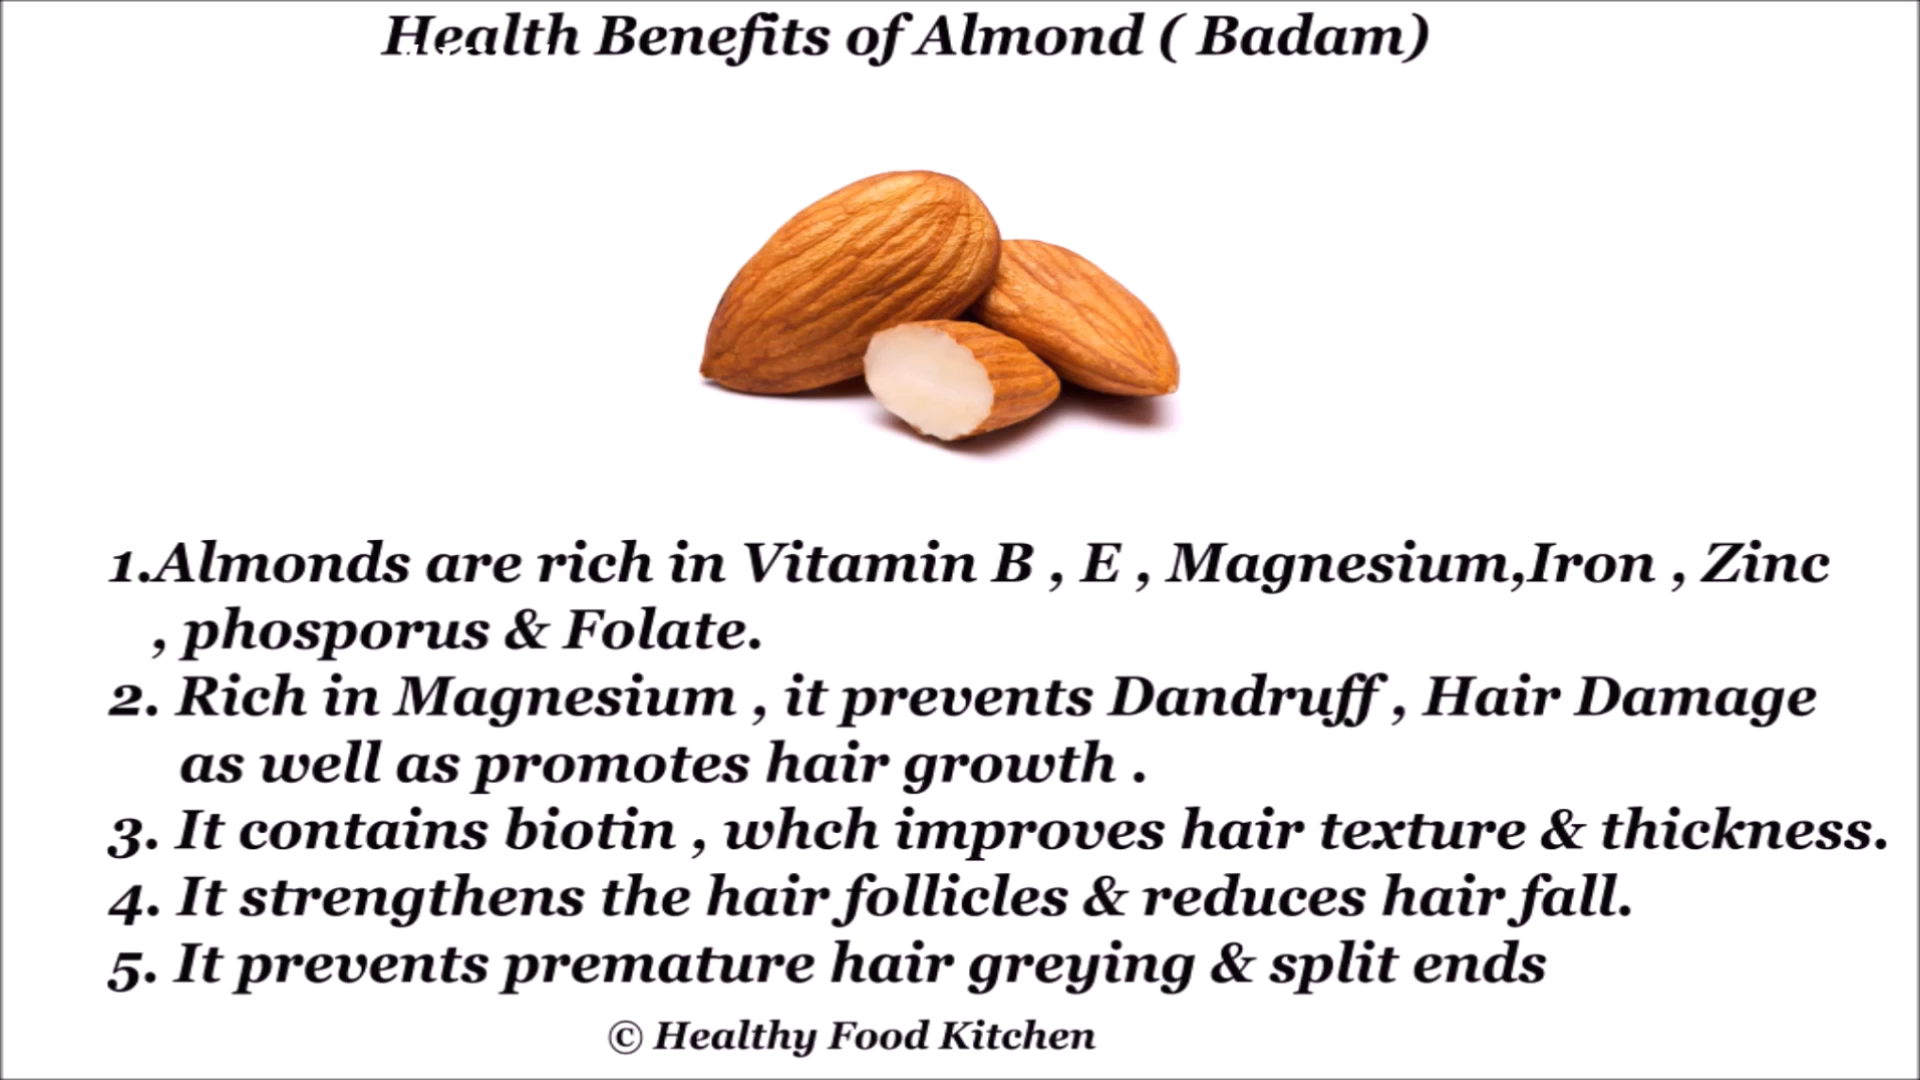 Health Benefits of Almond ( Badam)
1.Almonds are rich in Vitamin B , E , Magnesium,Iron , Zinc
, phosporus & Folate.
2. Rich in Magnesium , it prevents Dandruff , Hair Damage
as well as promotes hair growth .
3. It contains biotin , whch improves hair texture & thickness.
4. It strengthens the hair follicles & reduces hair fall.
5. It prevents premature hair greying & split ends
© Healthy Food Kitchen